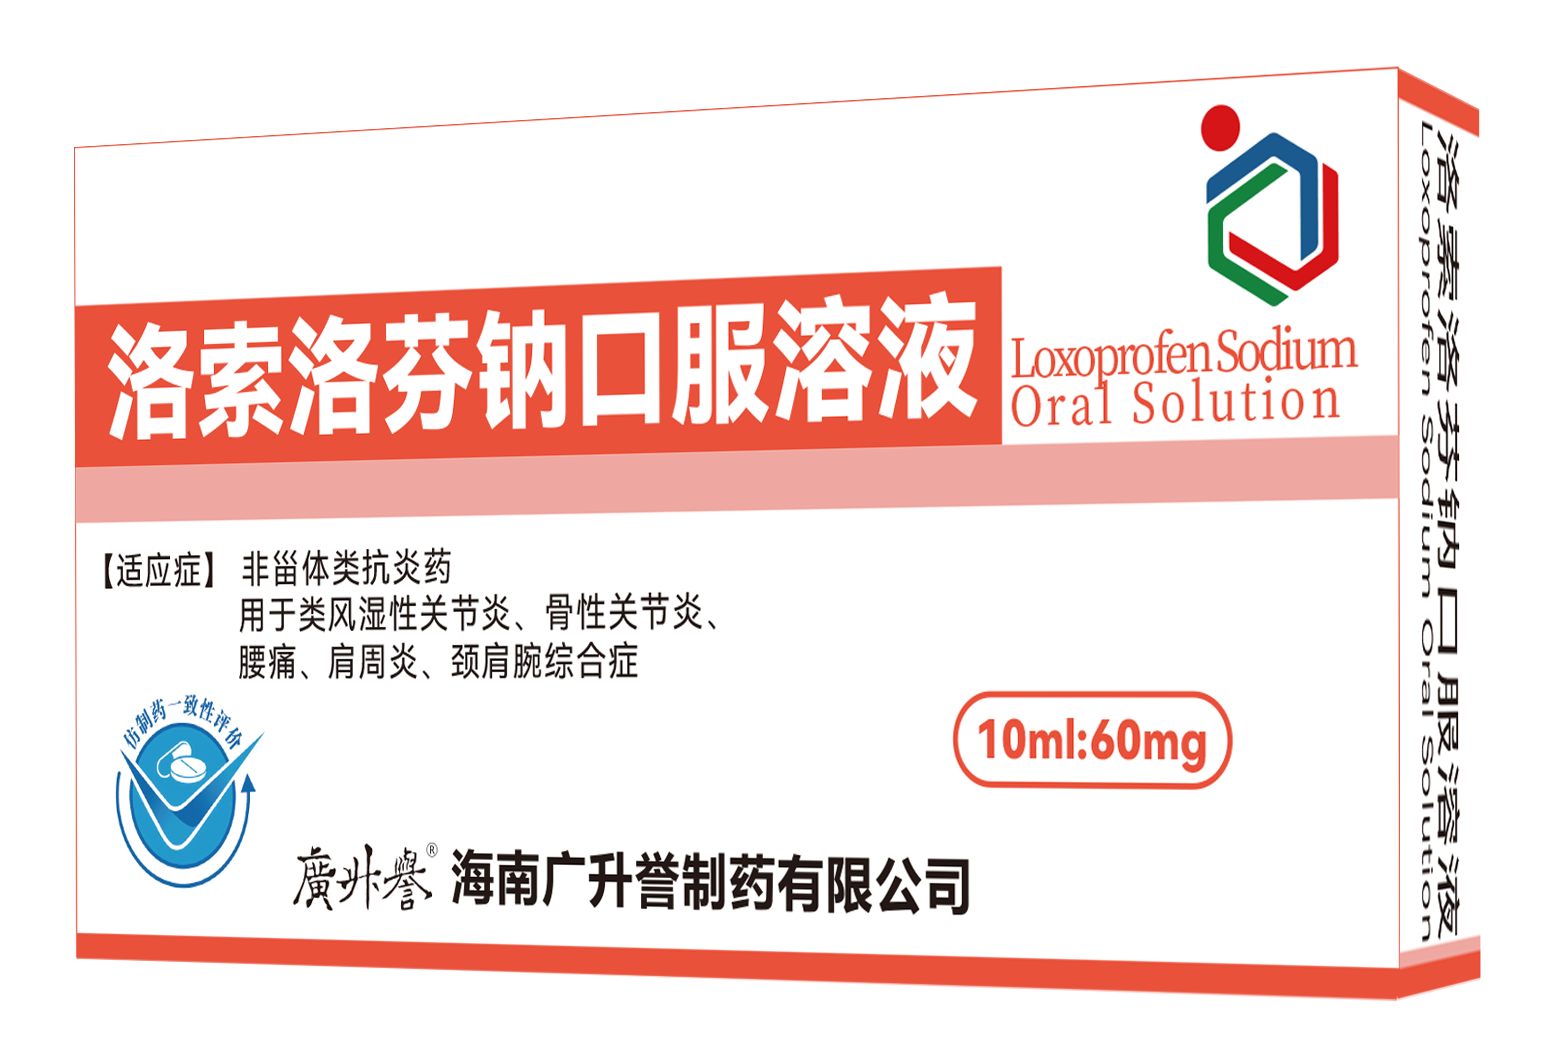 洛索洛芬钠口服溶液
Loxoprofen Sodium
Oral Solution
【适应症】 非甾体类抗炎药
用于类风湿性关节炎、骨性关节炎、
腰痛、肩周炎、颈肩腕综合症
仿制药一致性评价
10ml:60mg
廣升誉® 海南广升誉制药有限公司
洛索洛芬钠口服溶液
Loxoprofen Sodium Oral Solution